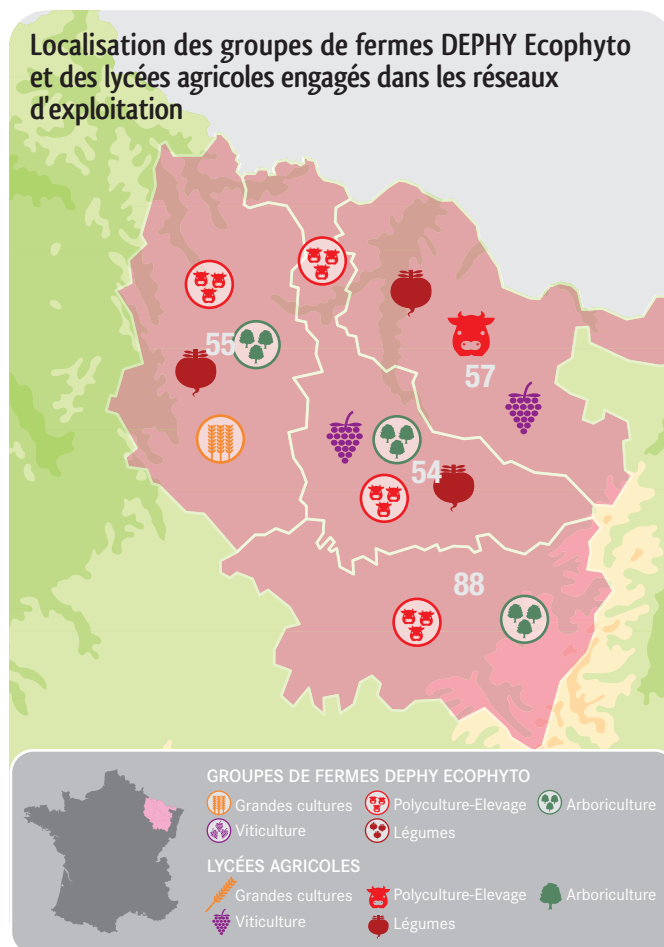 Localisation des groupes de fermes DEPHY Ecophyto
et des lycées agricoles engagés dans les réseaux
d'exploitation
55
57
54
88
GROUPES DE FERMES DEPHY ECOPHYTO
Grandes cultures Polyculture-Elevage Arboriculture
Viticulture Légumes
LYCÉES AGRICOLES
Grandes cultures Polyculture-Elevage Arboriculture
Viticulture Légumes